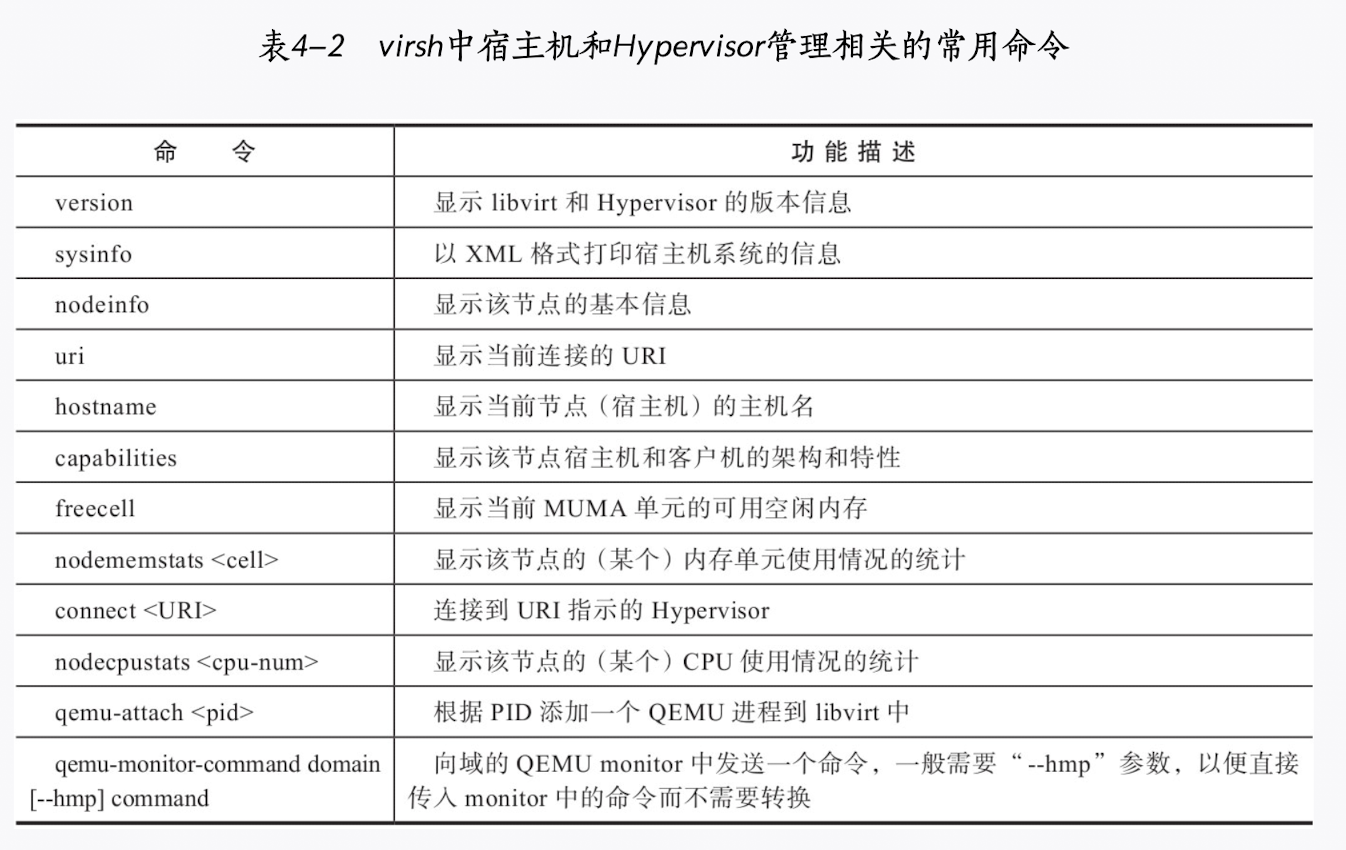 表4-2 virsh中宿主机和Hypervisor管理相关的常用命令
命 令 功能描述
version 显示 libvirt 和 Hypervisor 的版本信息
sysinfo 以 XML 格式打印宿主机系统的信息
nodeinfo 显示该节点的基本信息
uri 显示当前连接的 URI
hostname 显示当前节点（宿主机）的主机名
capabilities 显示该节点宿主机和客户机的架构和特性
freecell 显示当前 MUMA 单元的可用空闲内存
nodememstats <cell> 显示该节点的（某个）内存单元使用情况的统计
connect <URI> 连接到 URI 指示的 Hypervisor
nodecpustats <cpu-num> 显示该节点的（某个）CPU 使用情况的统计
qemu-attach <pid> 根据 PID 添加一个 QEMU 进程到 libvirt 中
qemu-monitor-command domain
[--hmp] command
向域的 QEMU monitor 中发送一个命令，一般需要“--hmp”参数，以便直接
传入 monitor 中的命令而不需要转换